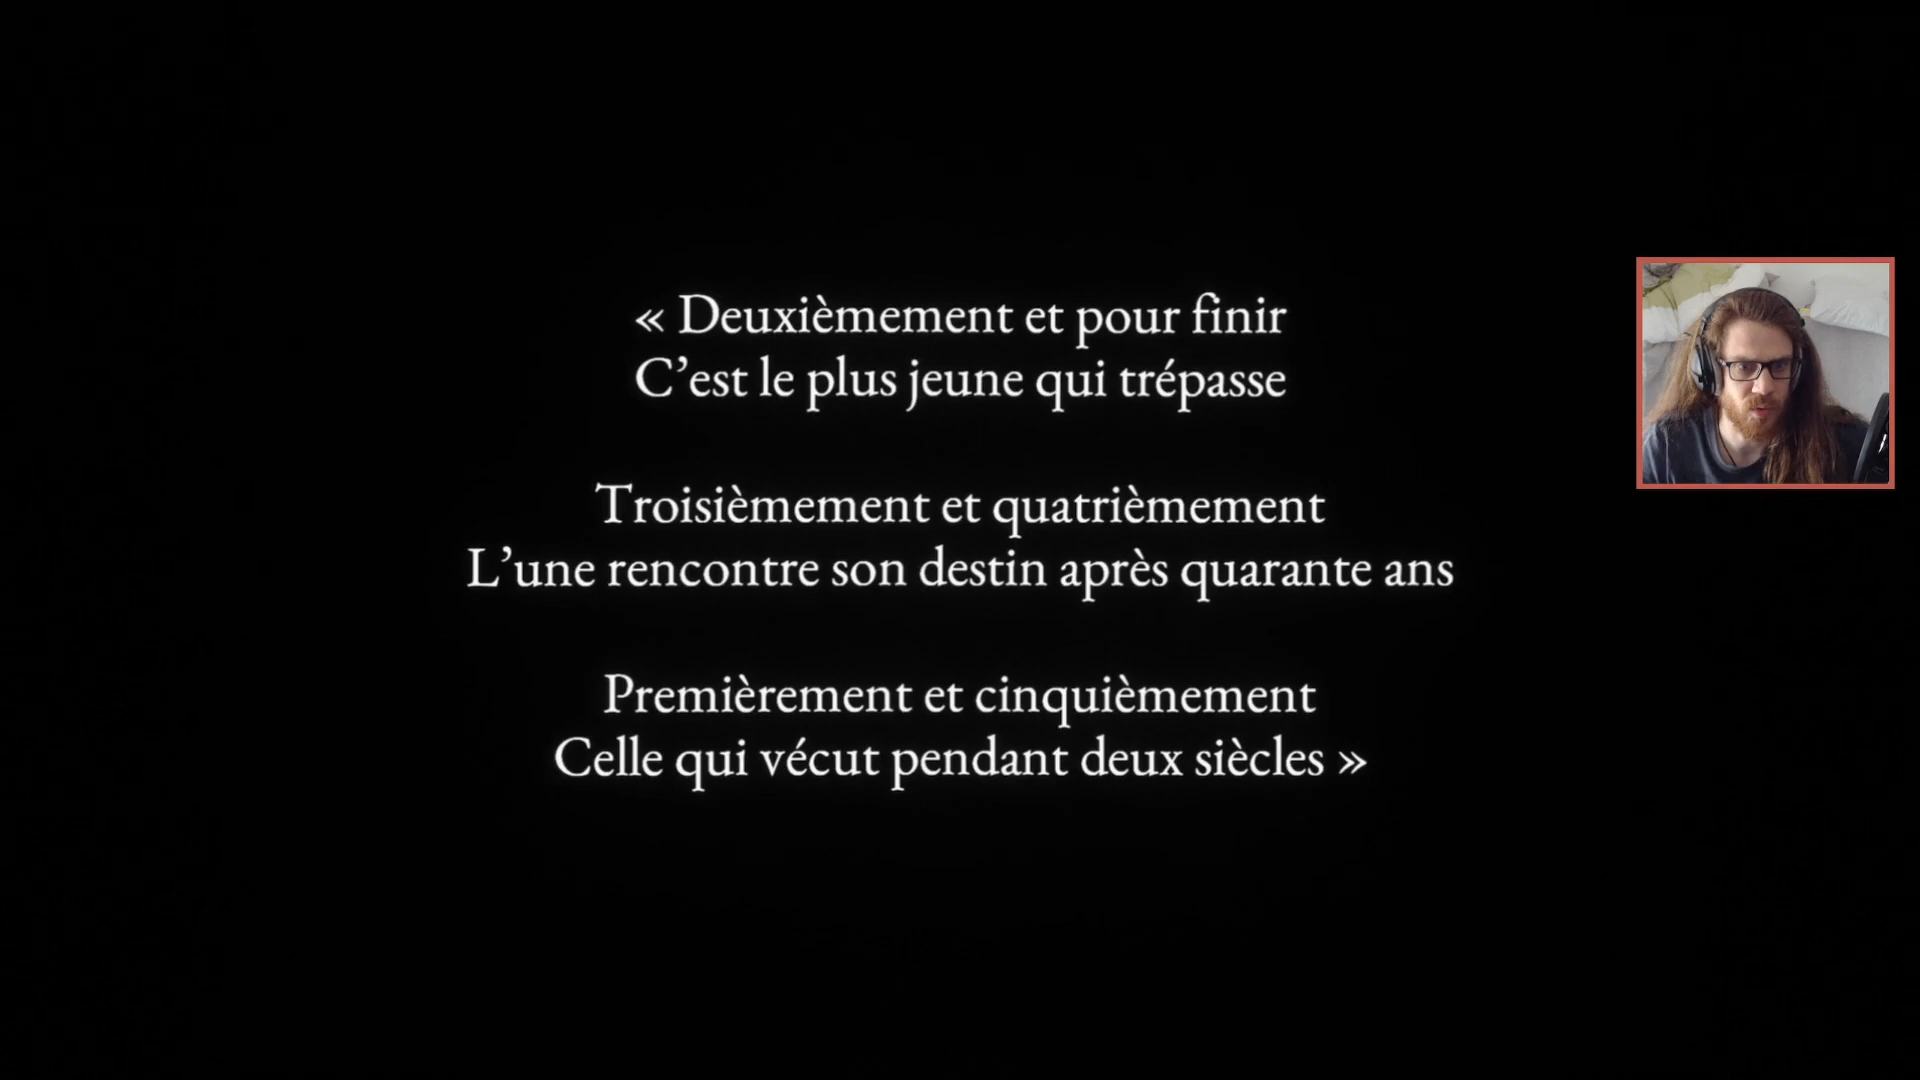 « Deuxièmement et pour finir
C’est le plus jeune qui trépasse
Troisièmement et quatrièmement
L’une rencontre son destin après quarante ans
Premièrement et cinquièmement
Celle qui vécut pendant deux siècles »